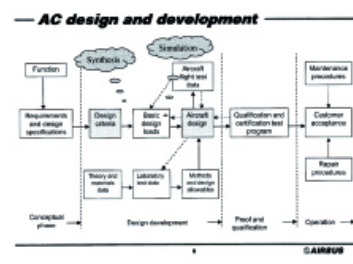 AC design and development
Synthesis
Simulation
Function
Aircraft
flight test
data
Maintenance
procedures
Requirements
and design
specifications
Design
criteria
Basic
design
loads
Aircraft
design
Qualification and
certification test
program
Customer
acceptance
Theory and
materials
data
Laboratory
test data
Methods
and design
allowables
Repair
procedures
Conceptual
phase
Design development
Proof and
qualification
Operation
AIRBUS